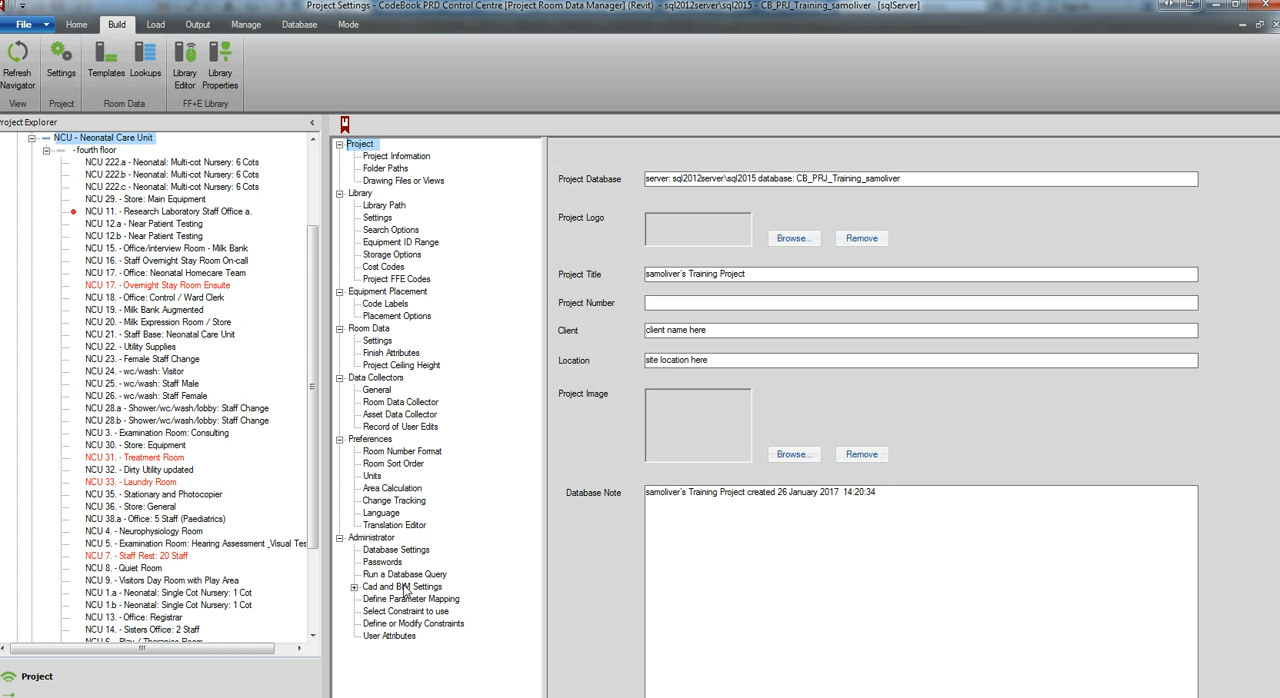 Project Settings - CodeBook PRD Control Centre [Project Room Data Manager] (Revit) - sql2012server\sql2015 - CB_PRJ_Training_samoliver [sqlServer]
File Home Build Load Output Manage Database Mode
Refresh Navigator Settings Templates Lookups Library Editor Library Properties
View Project Room Data FF+E Library
Project Explorer
NCU - Neonatal Care Unit
- fourth floor
NCU 222.a - Neonatal: Multi-cot Nursery: 6 Cots
NCU 222.b - Neonatal: Multi-cot Nursery: 6 Cots
NCU 222.c - Neonatal: Multi-cot Nursery: 6 Cots
NCU 29. - Store: Main Equipment
NCU 11. - Research Laboratory Staff Office a.
NCU 12.a - Near Patient Testing
NCU 12.b - Near Patient Testing
NCU 15. - Office/interview Room - Milk Bank
NCU 16. - Staff Overnight Stay Room On-call
NCU 17. - Office: Neonatal Homecare Team
NCU 17. - Overnight Stay Room Ensuite
NCU 18. - Office: Control / Ward Clerk
NCU 19. - Milk Bank Augmented
NCU 20. - Milk Expression Room / Store
NCU 21. - Staff Base: Neonatal Care Unit
NCU 22. - Utility Supplies
NCU 23. - Female Staff Change
NCU 24. - wc/wash: Visitor
NCU 25. - wc/wash: Staff Male
NCU 26. - wc/wash: Staff Female
NCU 28.a - Shower/wc/wash/lobby: Staff Change
NCU 28.b - Shower/wc/wash/lobby: Staff Change
NCU 3. - Examination Room: Consulting
NCU 30. - Store: Equipment
NCU 31. - Treatment Room
NCU 32. - Dirty Utility updated
NCU 33. - Laundry Room
NCU 35. - Stationary and Photocopier
NCU 36. - Store: General
NCU 38.a - Office: 5 Staff (Paediatrics)
NCU 4. - Neurophysiology Room
NCU 5. - Examination Room: Hearing Assessment _Visual Tes
NCU 7. - Staff Rest: 20 Staff
NCU 8. - Quiet Room
NCU 9. - Visitors Day Room with Play Area
NCU 1.a - Neonatal: Single Cot Nursery: 1 Cot
NCU 1.b - Neonatal: Single Cot Nursery: 1 Cot
NCU 13. - Office: Registrar
NCU 14. - Sisters Office: 2 Staff
Project
Project
Project Information
Folder Paths
Drawing Files or Views
Library
Library Path
Settings
Search Options
Equipment ID Range
Storage Options
Cost Codes
Project FFE Codes
Equipment Placement
Code Labels
Placement Options
Room Data
Settings
Finish Attributes
Project Ceiling Height
Data Collectors
General
Room Data Collector
Asset Data Collector
Record of User Edits
Preferences
Room Number Format
Room Sort Order
Units
Area Calculation
Change Tracking
Language
Translation Editor
Administrator
Database Settings
Passwords
Run a Database Query
Cad and BIM Settings
Define Parameter Mapping
Select Constraint to use
Define or Modify Constraints
User Attributes
Project Database server: sql2012server\sql2015 database: CB_PRJ_Training_samoliver
Project Logo
Browse... Remove
Project Title samoliver's Training Project
Project Number
Client client name here
Location site location here
Project Image
Browse... Remove
Database Note samoliver's Training Project created 26 January 2017 14:20:34